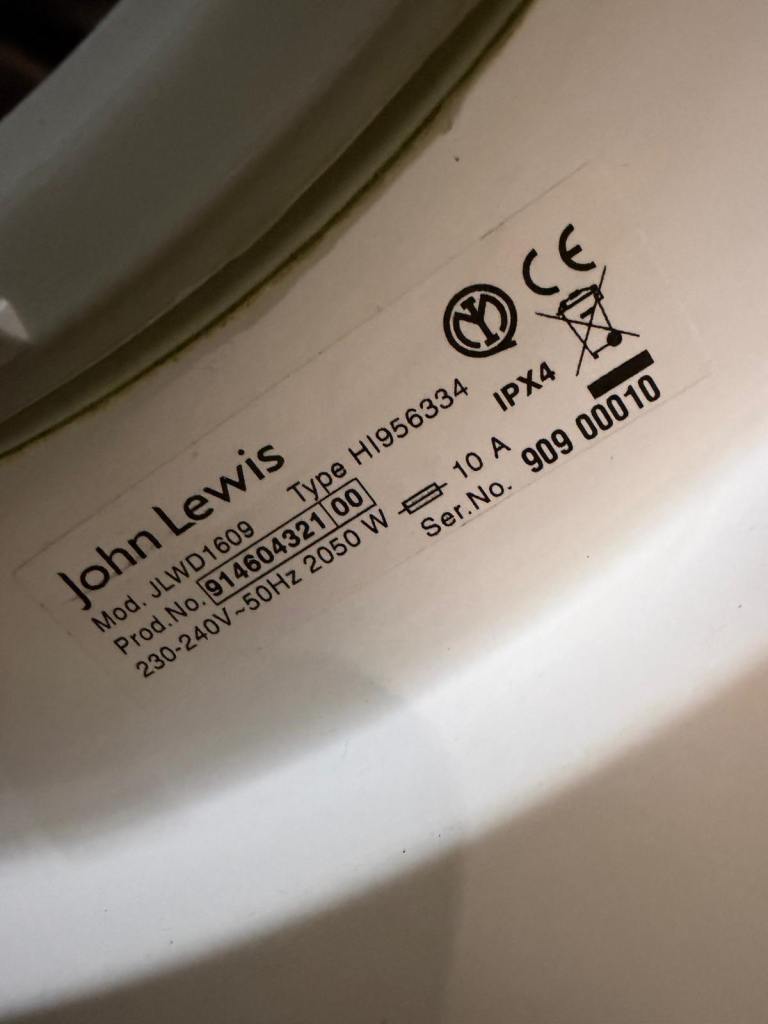 John Lewis
Mod. JLWD1609 Type HI956334
Prod.No. 914604321 00
230-240V~50Hz 2050 W 10 A
CE
IPX4
Ser.No. 909 00010